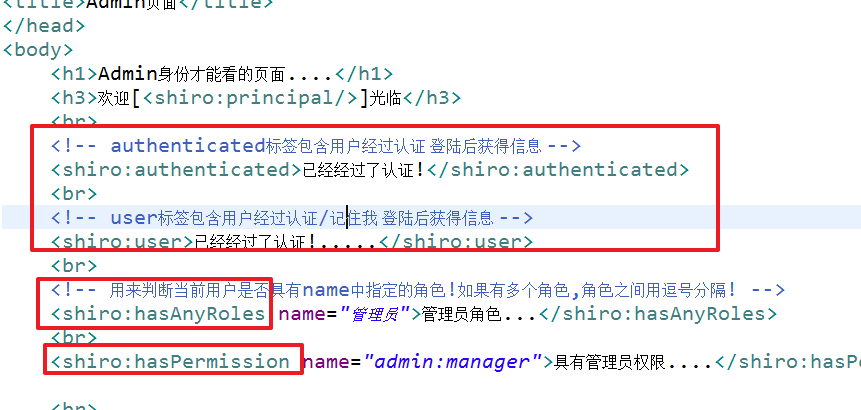 <title>Admin页面</title>
</head>
<body>
<h1>Admin身份才能看的页面....</h1>
<h3>欢迎[<shiro:principal/>]光临</h3>
<br>
<!-- authenticated标签包含用户经过认证 登陆后获得信息 -->
<shiro:authenticated>已经经过了认证!</shiro:authenticated>
<br>
<!-- user标签包含用户经过认证/记住我 登陆后获得信息 -->
<shiro:user>已经经过了认证!.....</shiro:user>
<br>
<!-- 用来判断当前用户是否具有name中指定的角色!如果有多个角色,角色之间用逗号分隔! -->
<shiro:hasAnyRoles name="管理员">管理员角色...</shiro:hasAnyRoles>
<br>
<shiro:hasPermission name="admin:manager">具有管理员权限....</shiro:hasPe
<br>